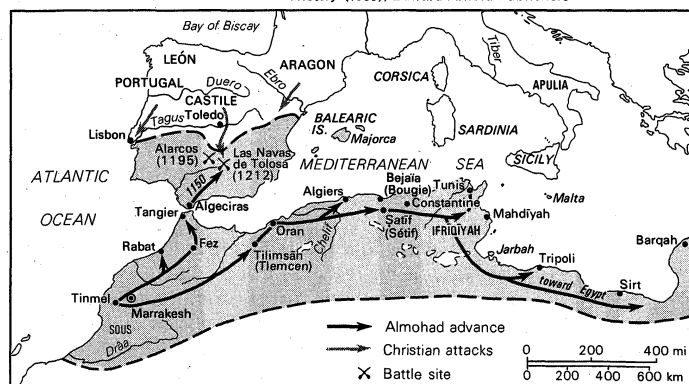 Bay of Biscay
LEÓN
PORTUGAL
Duero
CASTILE
Toledo
Tagus
Lisbon
Ebro
ARAGON
CORSICA
Tiber
APULIA
BALEARIC
IS.
Majorca
SARDINIA
SICILY
Malta
Alarcos
(1195)
Las Navas
de Tolosa
(1212)
MEDITERRANEAN SEA
ATLANTIC
OCEAN
1150
Algeciras
Tangier
Rabat
Fez
Tinmel
Marrakesh
SOUS
Drâa
Oran
Tilimsān
(Tlemcen)
Chelif
Algiers
Bejaïa
(Bougie)
Constantine
Satīf
(Sétif)
Tunis
IFRIQĪYAH
Mahdīyah
Jarbah
Tripoli
toward Egypt
Sirt
Barqah
Almohad advance
Christian attacks
Battle site
0 200 400 mi
0 200 400 600 km